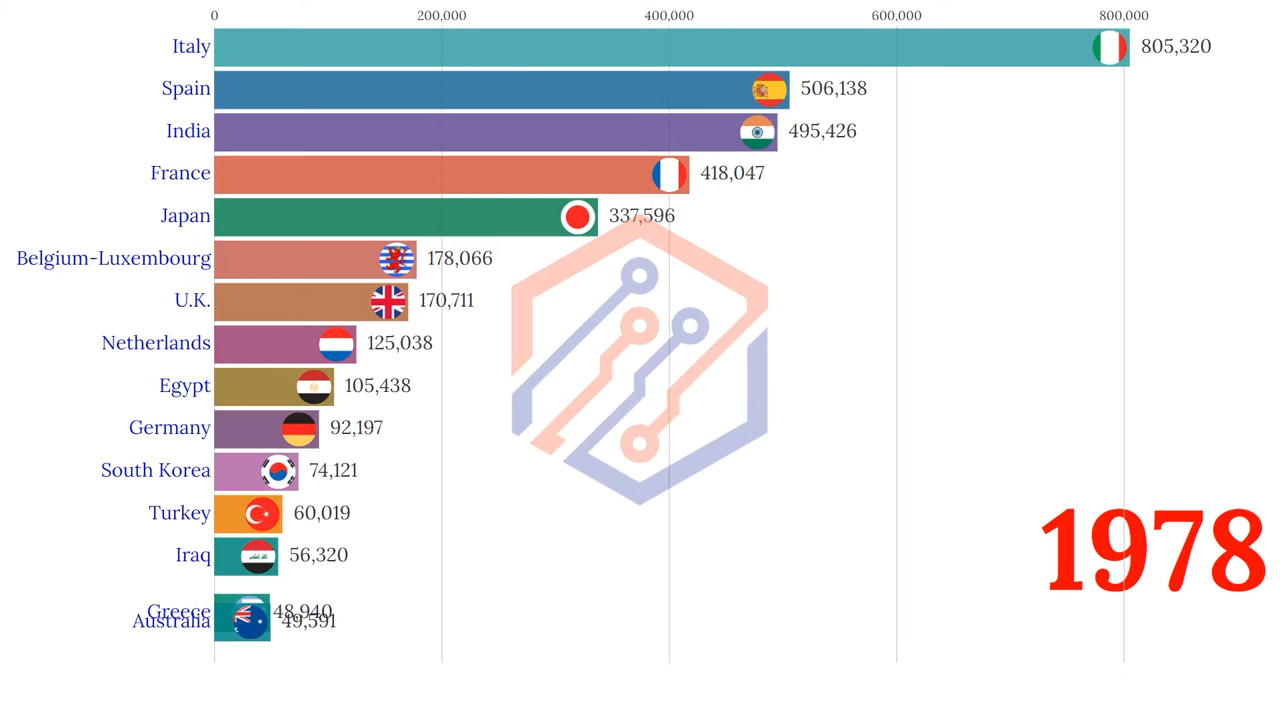 0 200,000 400,000 600,000 800,000
Italy 805,320
Spain 506,138
India 495,426
France 418,047
Japan 337,596
Belgium-Luxembourg 178,066
U.K. 170,711
Netherlands 125,038
Egypt 105,438
Germany 92,197
South Korea 74,121
Turkey 60,019
Iraq 56,320
Greece 48,940
Australia 49,591
1978